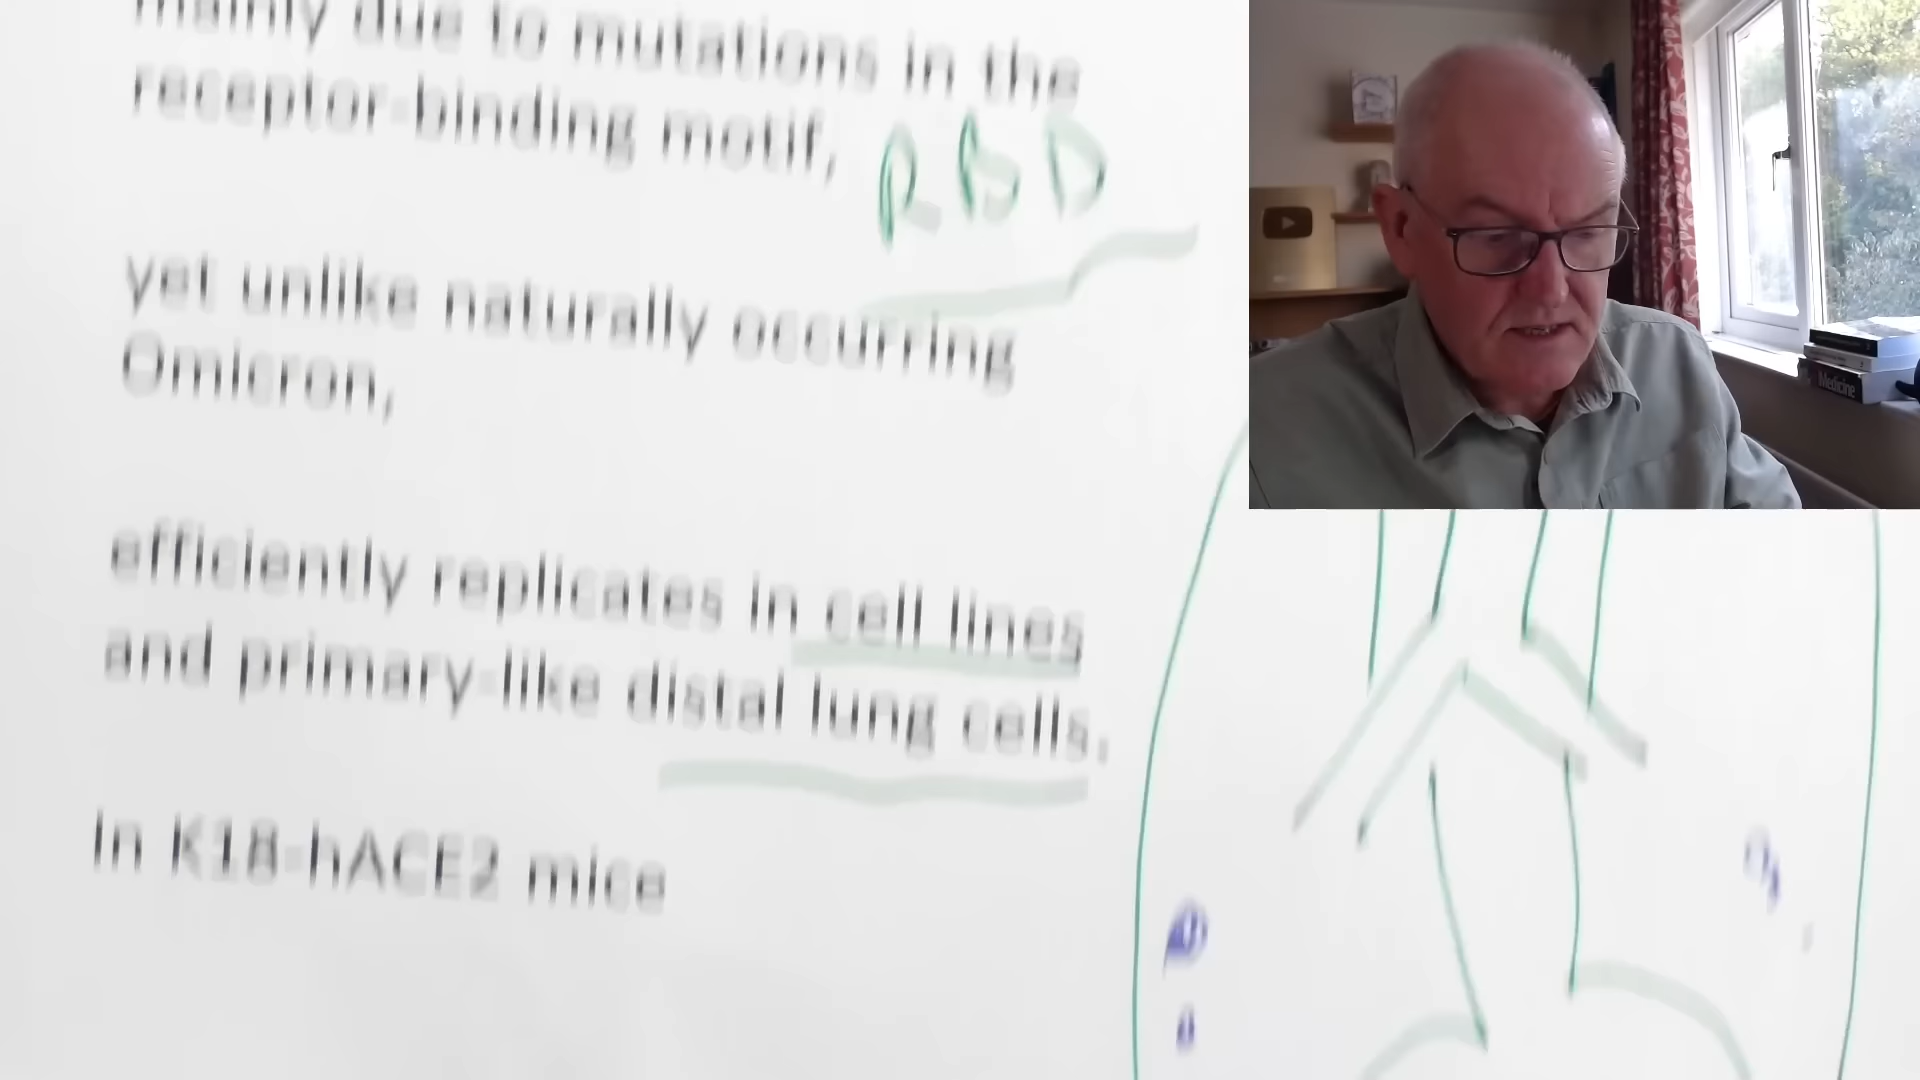 mainly due to mutations in the
receptor-binding motif,
RBD
yet unlike naturally occurring
Omicron,
efficiently replicates in cell lines
and primary-like distal lung cells.
In K18-hACE2 mice
Medicine